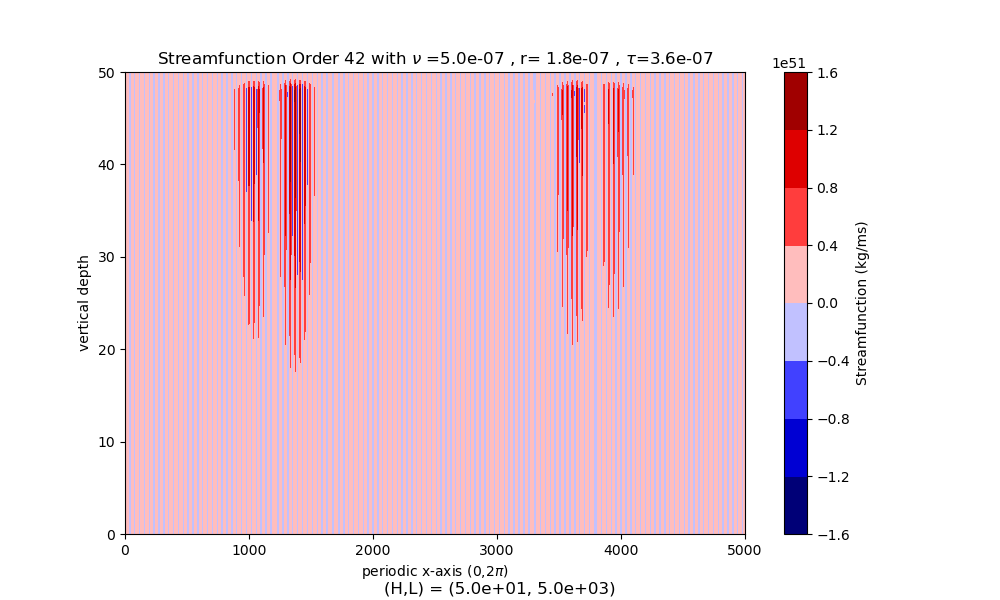 Streamfunction Order 42 with ν =5.0e-07 , r= 1.8e-07 , τ=3.6e-07
1e51
50
40
30
20
10
0
vertical depth
0 1000 2000 3000 4000 5000
periodic x-axis (0,2π)
(H,L) = (5.0e+01, 5.0e+03)
1.6
1.2
0.8
0.4
0.0
−0.4
−0.8
−1.2
−1.6
Streamfunction (kg/ms)